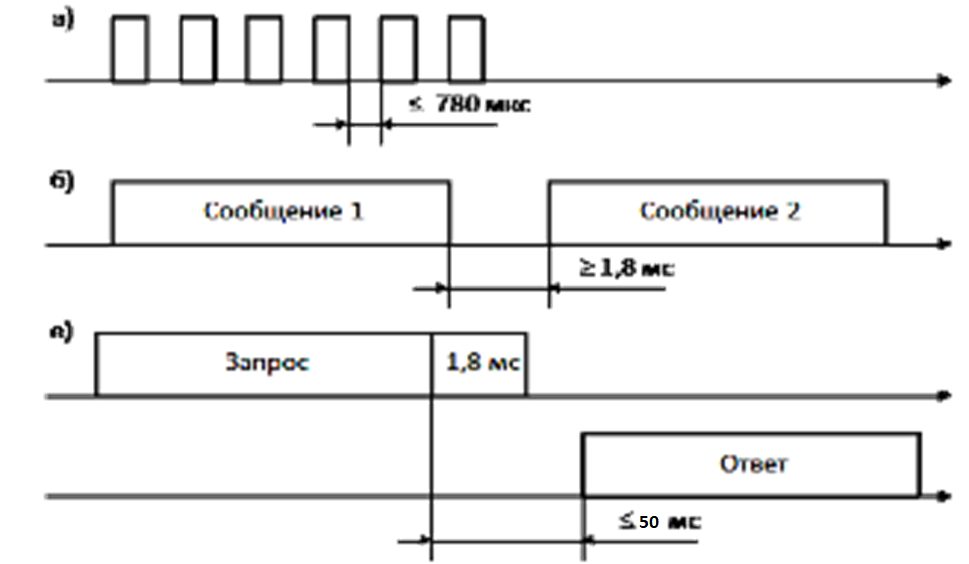 а)
≤ 780 мкс
б)
Сообщение 1
Сообщение 2
≥ 1,8 мс
в)
Запрос
1,8 мс
Ответ
≤ 50 мс